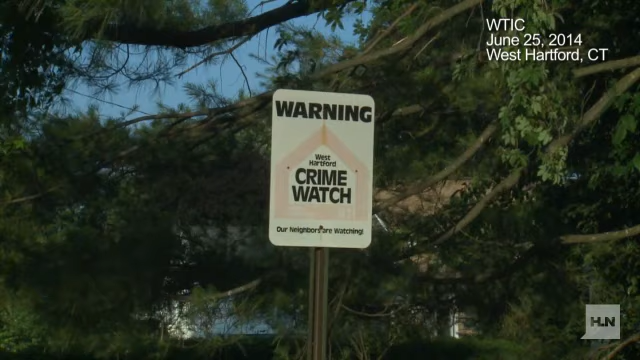 WTIC
June 25, 2014
West Hartford, CT
WARNING
West
Hartford
CRIME
WATCH
Our Neighbors are Watching!
HLN